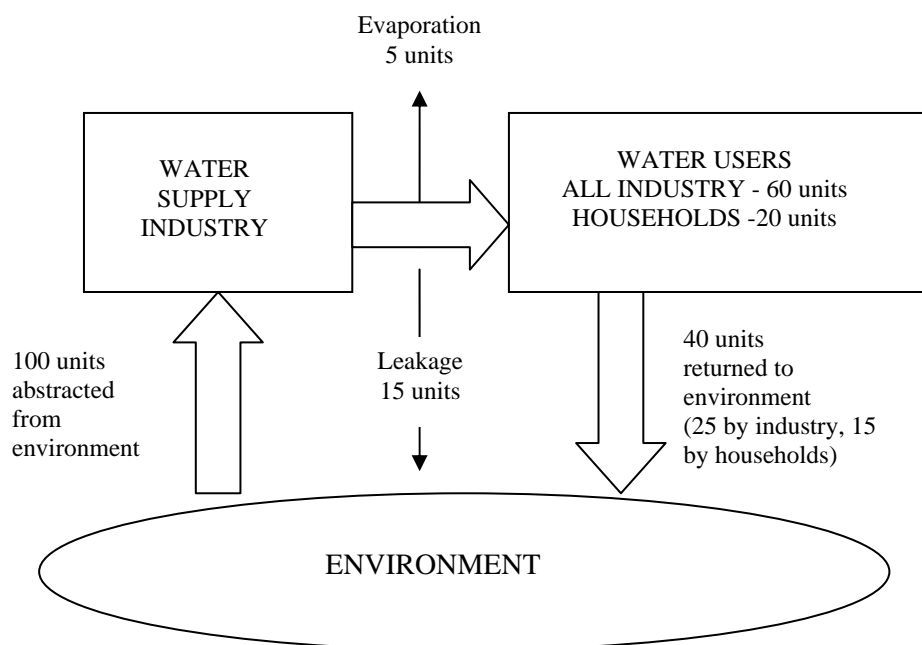 Evaporation
5 units
WATER
SUPPLY
INDUSTRY
WATER USERS
ALL INDUSTRY - 60 units
HOUSEHOLDS -20 units
100 units
abstracted
from
environment
Leakage
15 units
40 units
returned to
environment
(25 by industry, 15
by households)
ENVIRONMENT